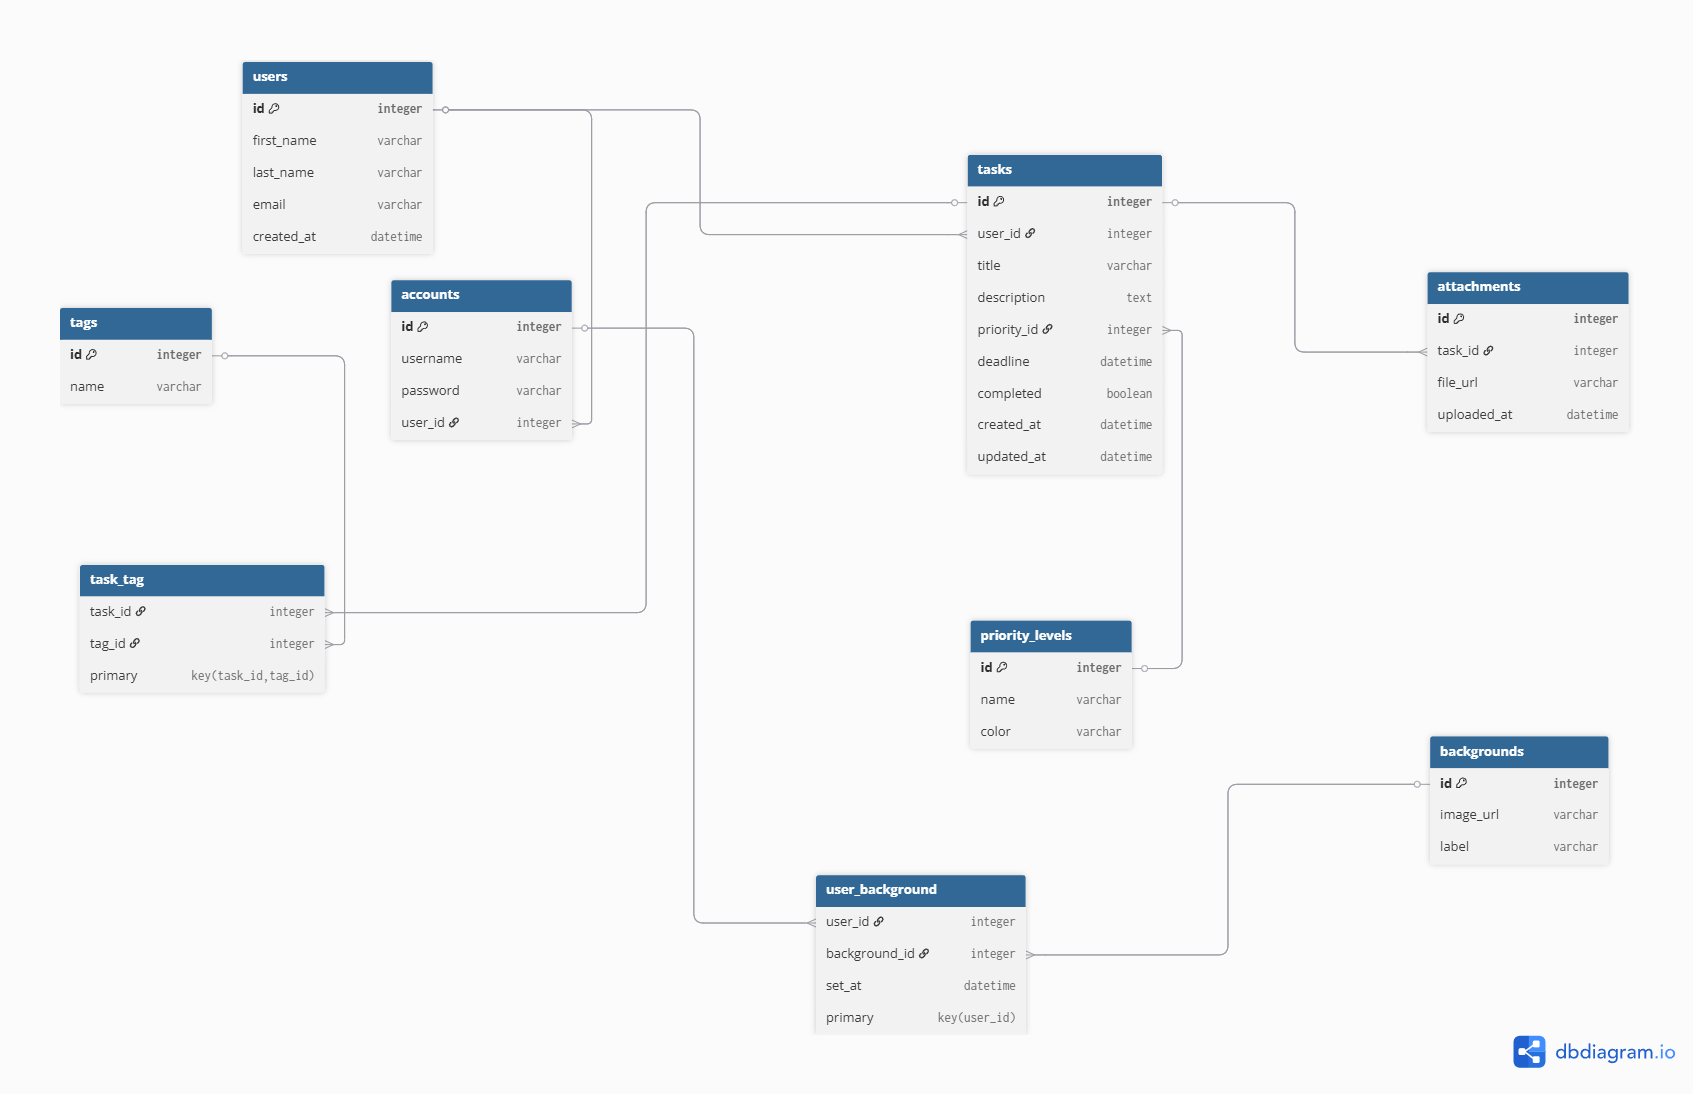 users
id integer
first_name varchar
last_name varchar
email varchar
created_at datetime
tasks
id integer
user_id integer
title varchar
description text
priority_id integer
deadline datetime
completed boolean
created_at datetime
updated_at datetime
attachments
id integer
task_id integer
file_url varchar
uploaded_at datetime
accounts
id integer
username varchar
password varchar
user_id integer
tags
id integer
name varchar
task_tag
task_id integer
tag_id integer
primary key(task_id,tag_id)
priority_levels
id integer
name varchar
color varchar
backgrounds
id integer
image_url varchar
label varchar
user_background
user_id integer
background_id integer
set_at datetime
primary key(user_id)
dbdiagram.io